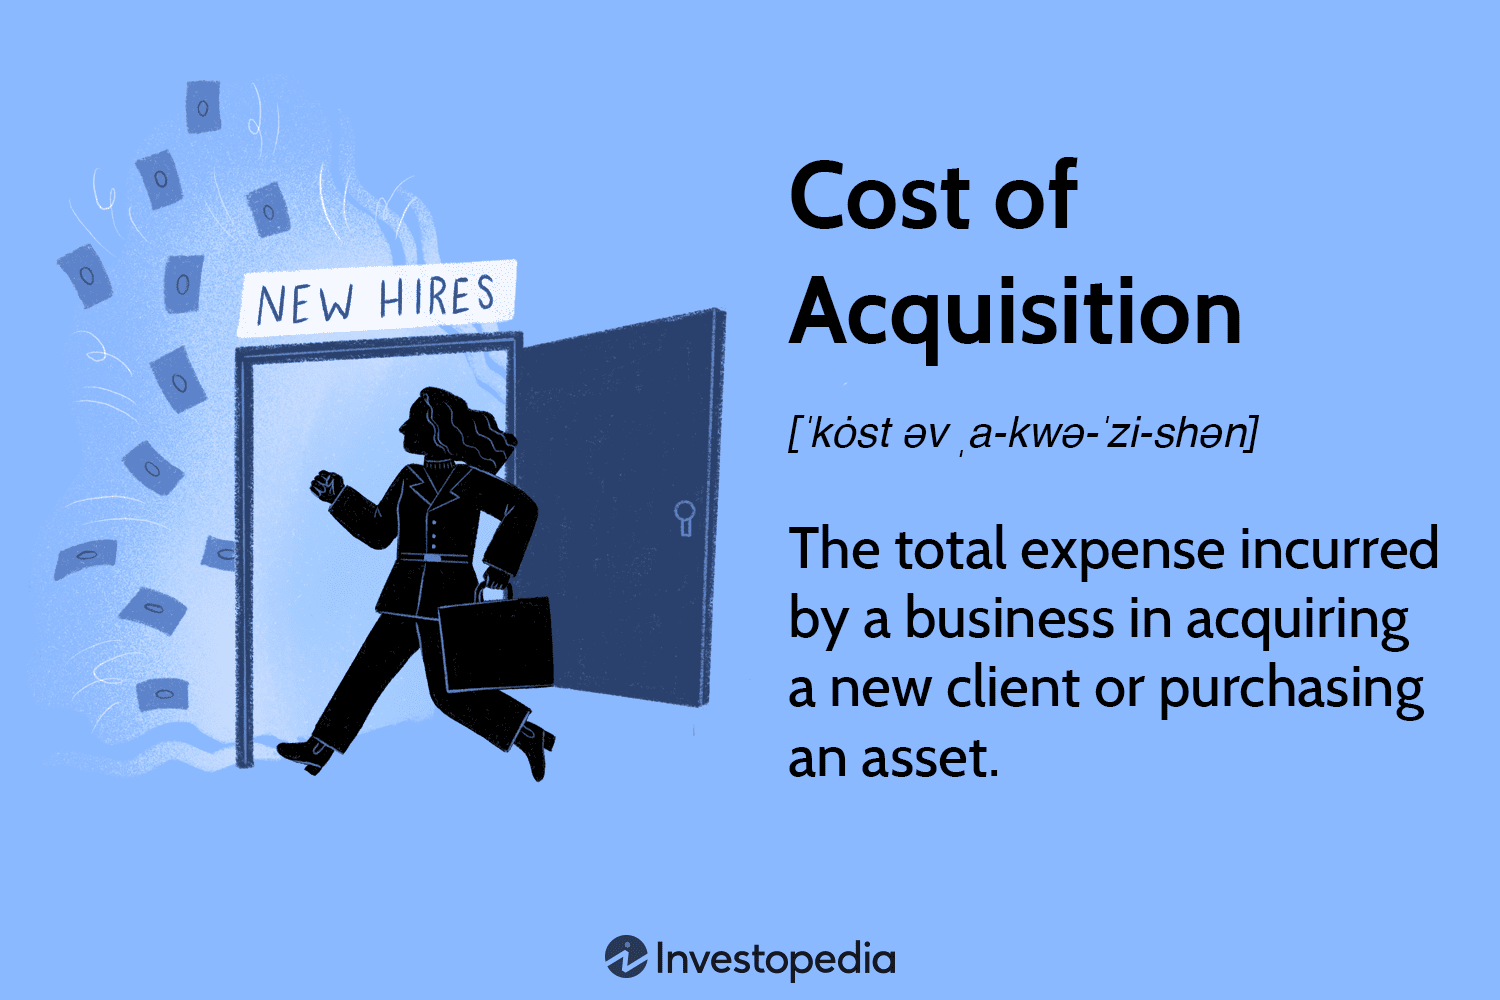 NEW HIRES
Cost of
Acquisition
[ˈkȯst əv ˌa-kwə-ˈzi-shən]
The total expense incurred
by a business in acquiring
a new client or purchasing
an asset.
Investopedia